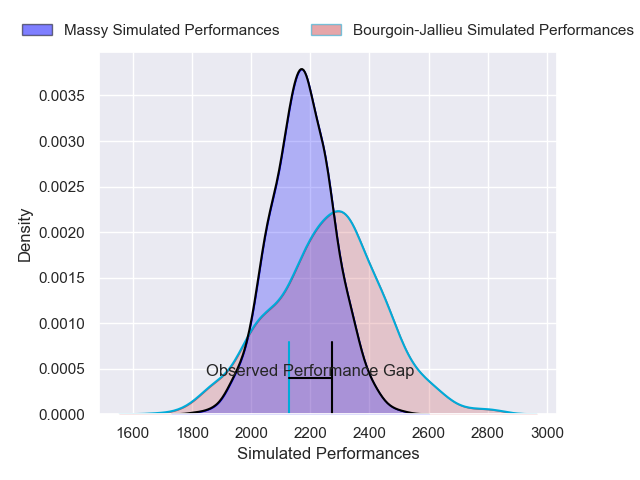 Massy Simulated Performances
Bourgoin-Jallieu Simulated Performances
0.0035
0.0030
0.0025
0.0020
0.0015
0.0010
0.0005
0.0000
Density
Observed Performance Gap
1600 1800 2000 2200 2400 2600 2800 3000
Simulated Performances